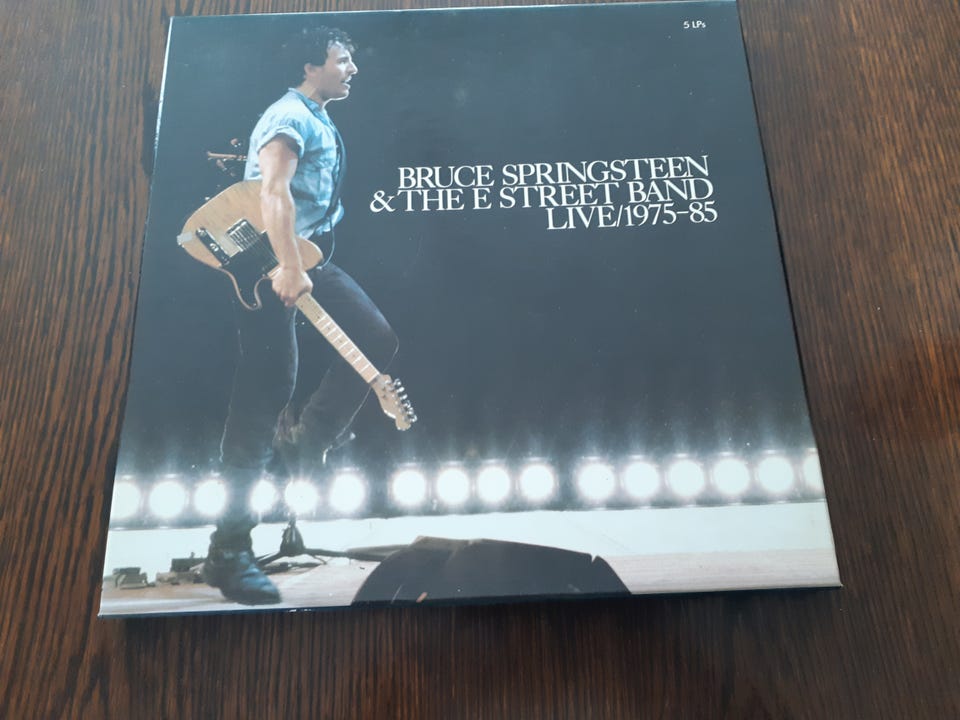 5 LPs
BRUCE SPRINGSTEEN
& THE E STREET BAND
LIVE/1975–85